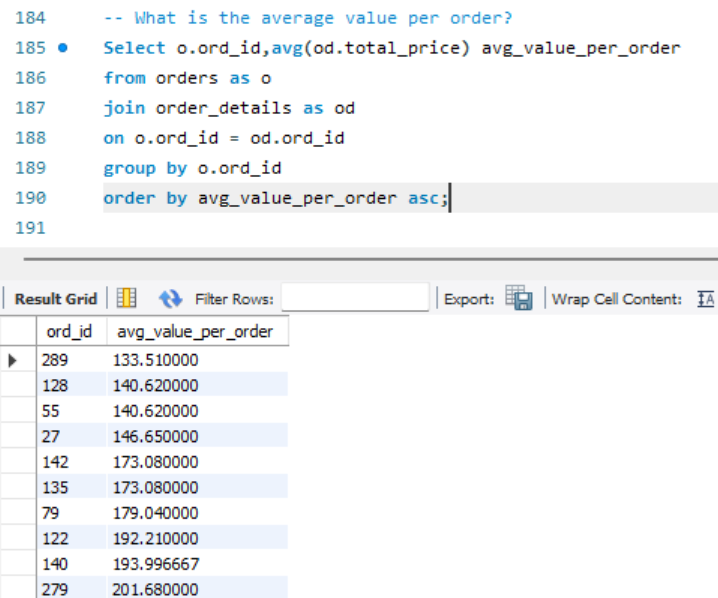 184 -- What is the average value per order?
185 Select o.ord_id,avg(od.total_price) avg_value_per_order
186 from orders as o
187 join order_details as od
188 on o.ord_id = od.ord_id
189 group by o.ord_id
190 order by avg_value_per_order asc;
191
Result Grid Filter Rows: Export: Wrap Cell Content: IA
ord_id avg_value_per_order
289 133.510000
128 140.620000
55 140.620000
27 146.650000
142 173.080000
135 173.080000
79 179.040000
122 192.210000
140 193.996667
279 201.680000